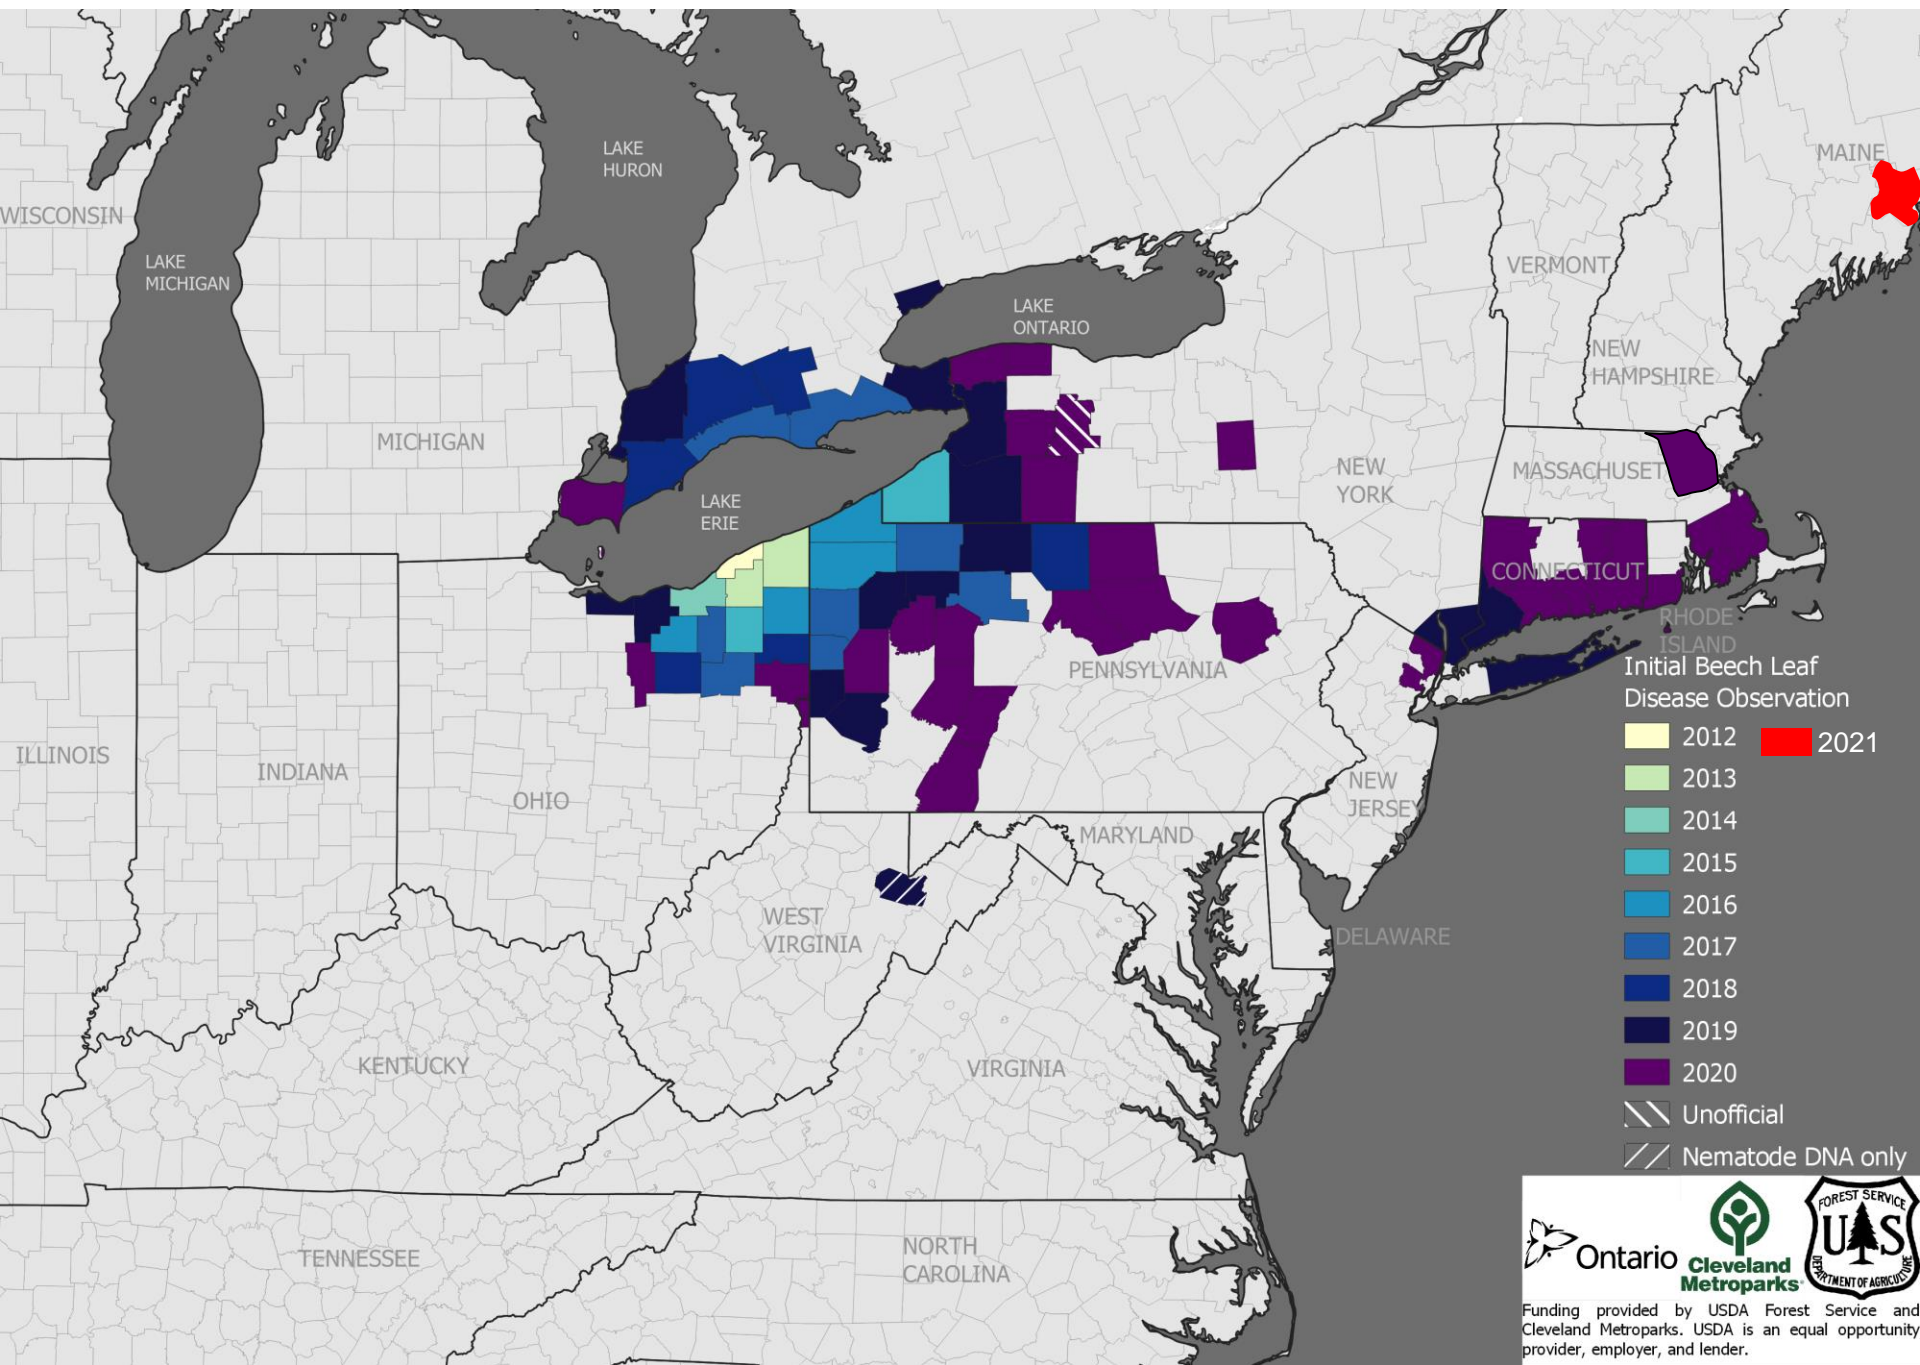 LAKE
HURON
MAINE
WISCONSIN
LAKE
MICHIGAN
VERMONT
LAKE
ONTARIO
NEW
HAMPSHIRE
MICHIGAN
NEW
YORK
MASSACHUSET
LAKE
ERIE
CONNECTICUT
RHODE
ISLAND
PENNSYLVANIA
ILLINOIS
INDIANA
OHIO
NEW
JERSEY
MARYLAND
WEST
VIRGINIA
DELAWARE
KENTUCKY
VIRGINIA
TENNESSEE
NORTH
CAROLINA
Initial Beech Leaf
Disease Observation
2012
2021
2013
2014
2015
2016
2017
2018
2019
2020
Unofficial
Nematode DNA only
Ontario
Cleveland
Metroparks
FOREST SERVICE
U S
DEPARTMENT OF AGRICULTURE
Funding provided by USDA Forest Service and
Cleveland Metroparks. USDA is an equal opportunity
provider, employer, and lender.